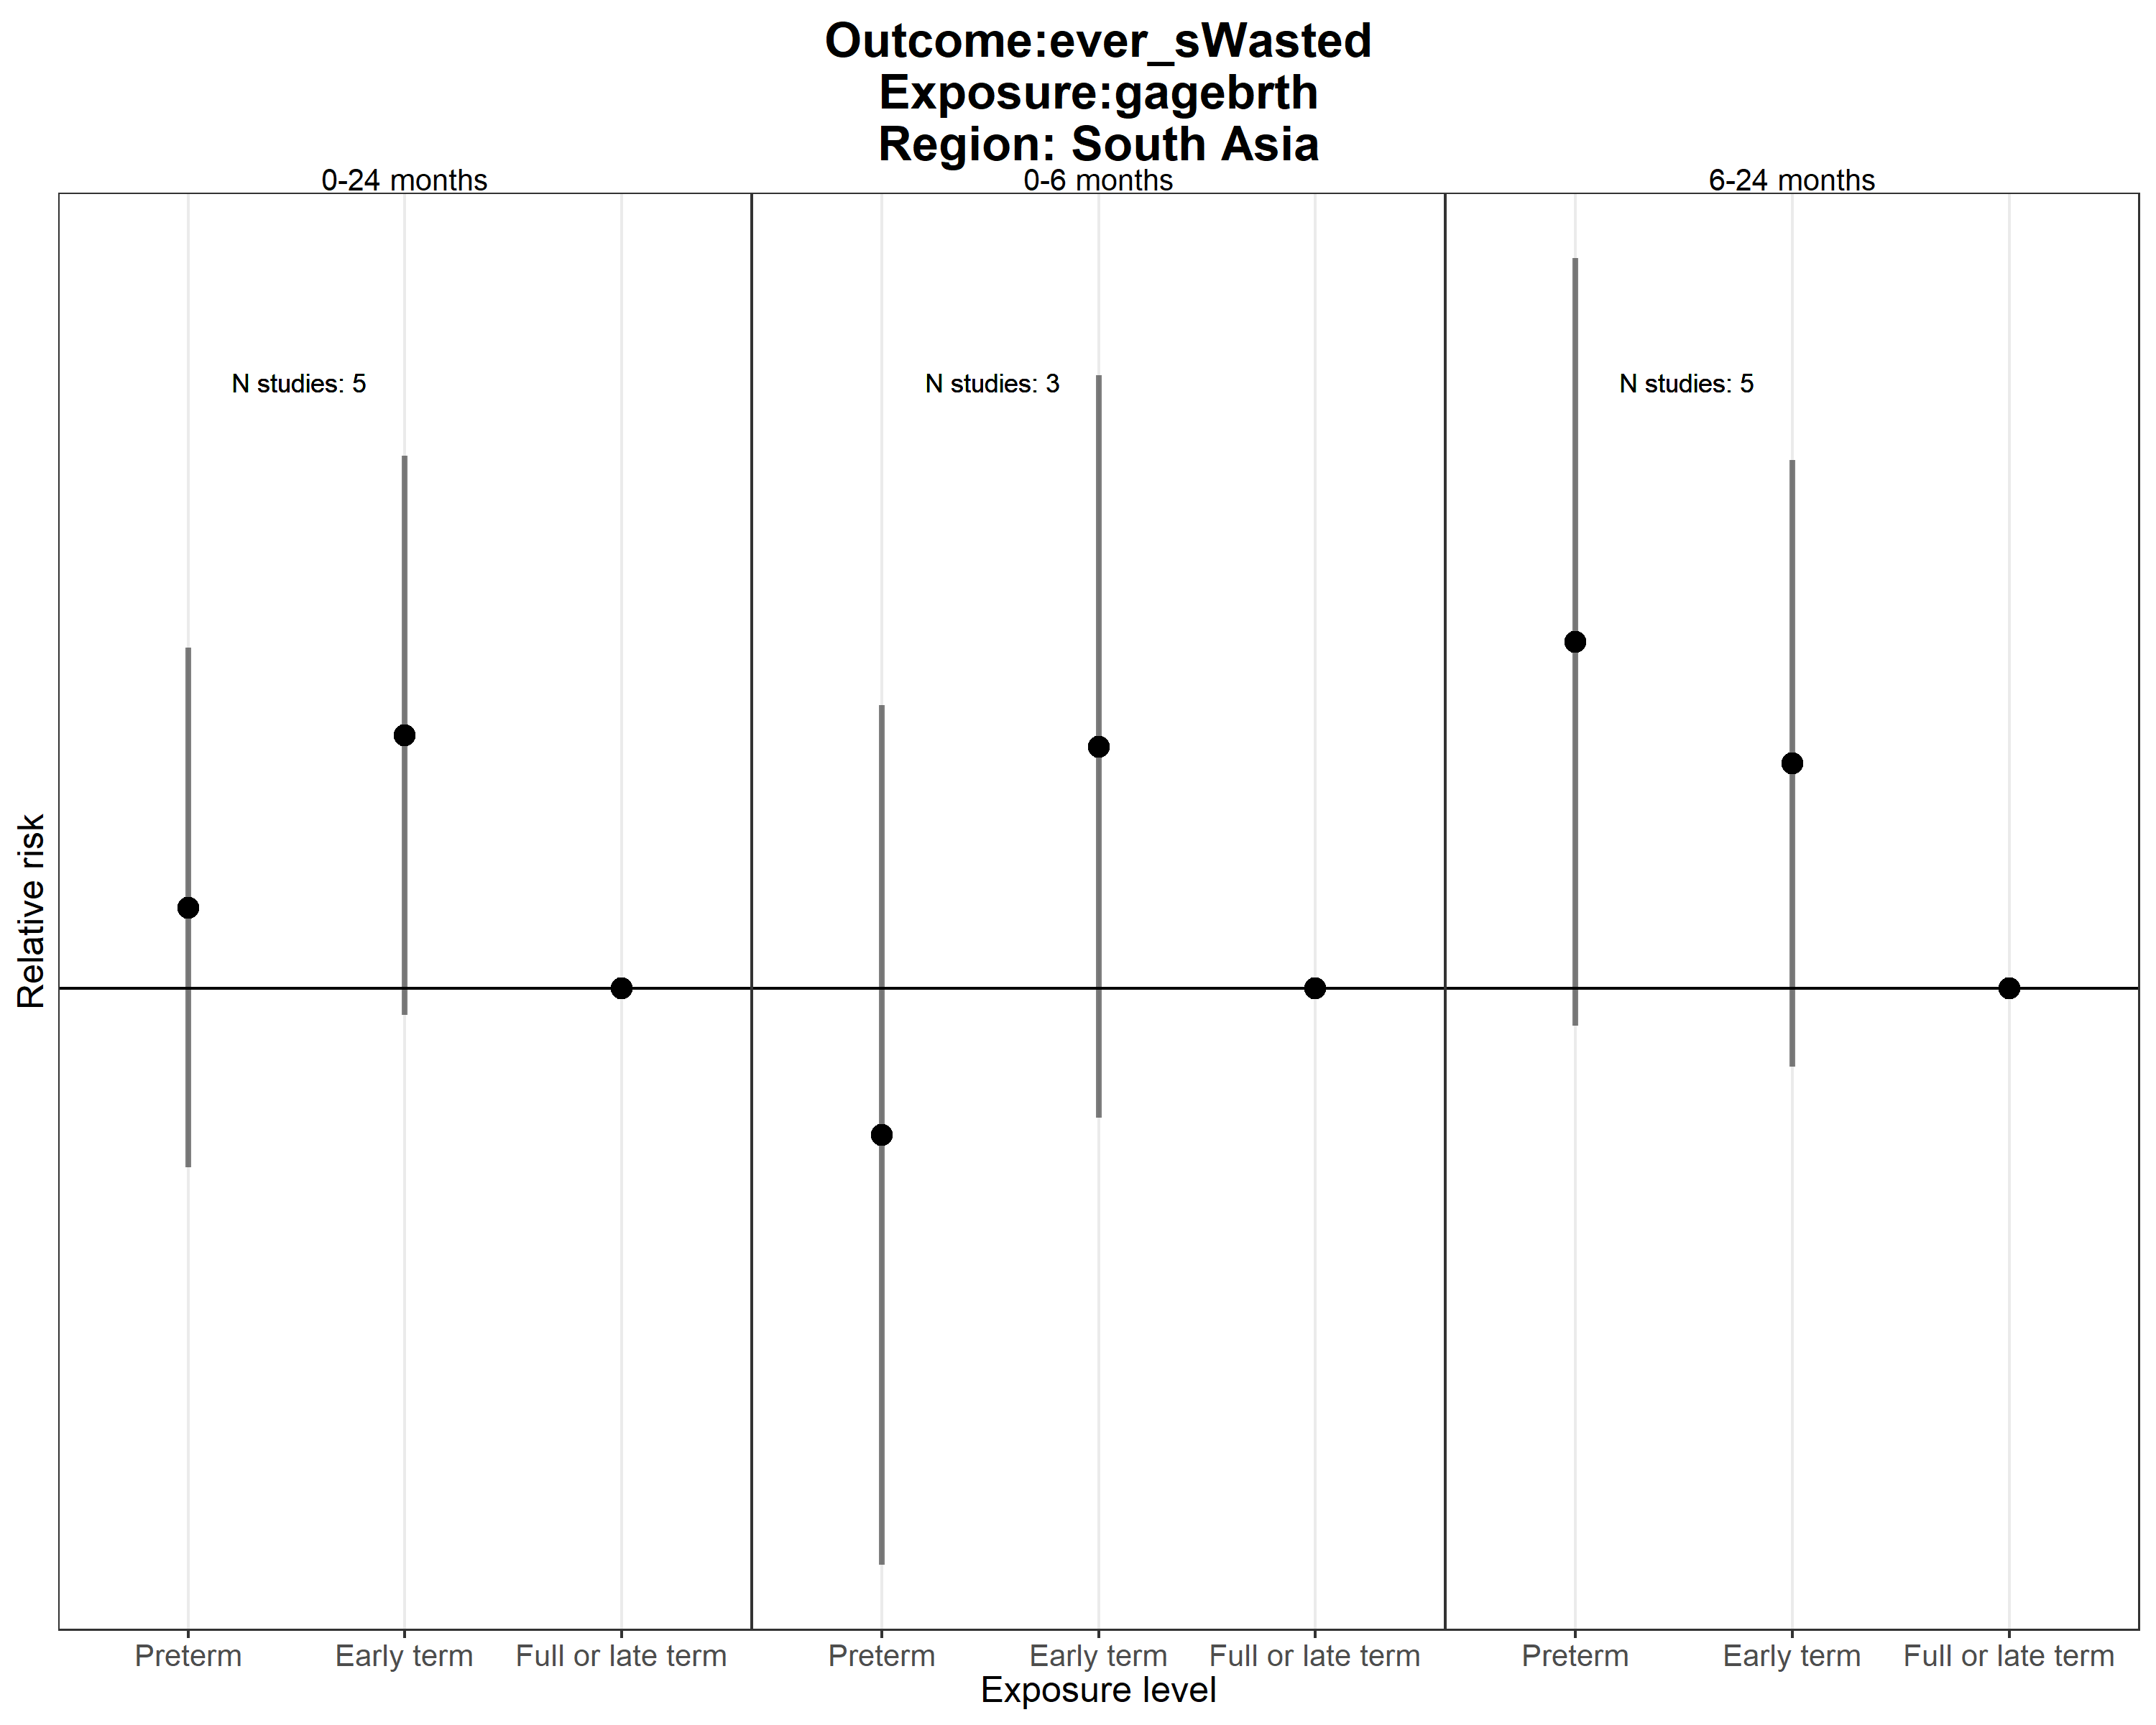 Outcome:ever_sWasted
Exposure:gagebrth
Region: South Asia
0-24 months
0-6 months
6-24 months
N studies: 5
N studies: 3
N studies: 5
Relative risk
Preterm
Early term
Full or late term
Preterm
Early term
Full or late term
Preterm
Early term
Full or late term
Exposure level